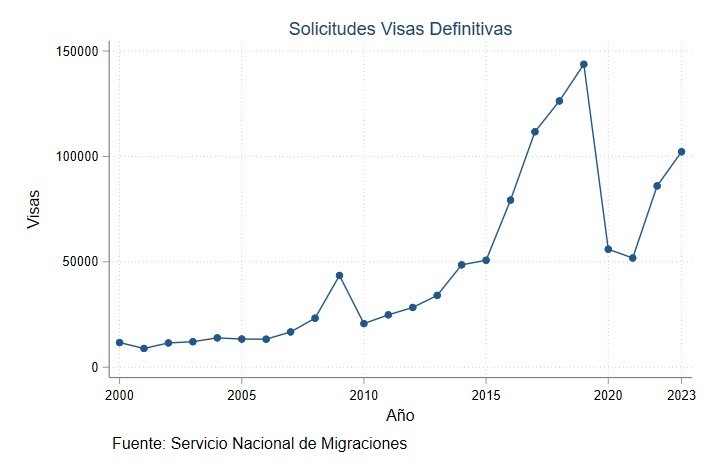 Solicitudes Visas Definitivas
150000
100000
50000
0
Visas
2000 2005 2010 2015 2020 2023
Año
Fuente: Servicio Nacional de Migraciones